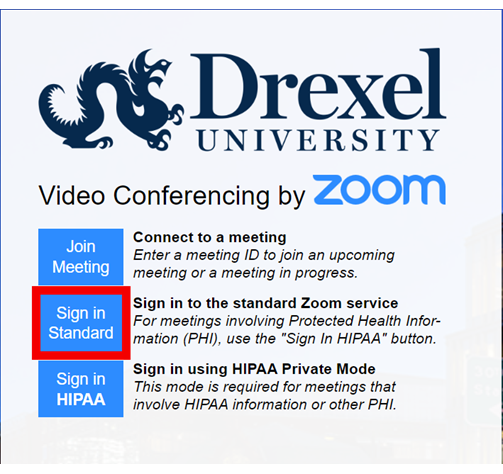 Drexel
UNIVERSITY
Video Conferencing by zoom
Join
Meeting
Connect to a meeting
Enter a meeting ID to join an upcoming
meeting or a meeting in progress.
Sign in
Standard
Sign in to the standard Zoom service
For meetings involving Protected Health Infor-
mation (PHI), use the "Sign In HIPAA" button.
Sign in
HIPAA
Sign in using HIPAA Private Mode
This mode is required for meetings that
involve HIPAA information or other PHI.